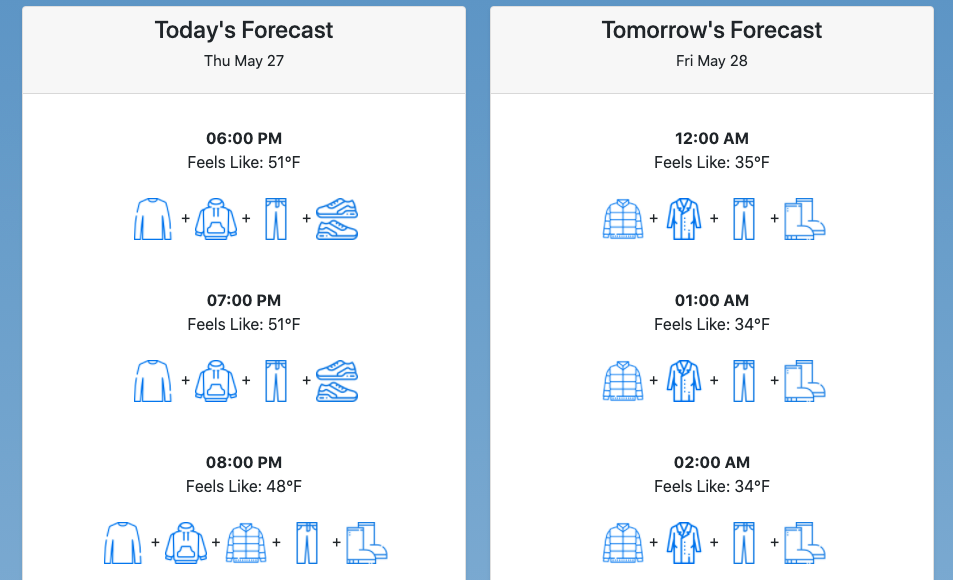 Today's Forecast
Thu May 27
06:00 PM
Feels Like: 51°F
+ + +
07:00 PM
Feels Like: 51°F
+ + +
08:00 PM
Feels Like: 48°F
+ + + +
Tomorrow's Forecast
Fri May 28
12:00 AM
Feels Like: 35°F
+ + +
01:00 AM
Feels Like: 34°F
+ + +
02:00 AM
Feels Like: 34°F
+ + +